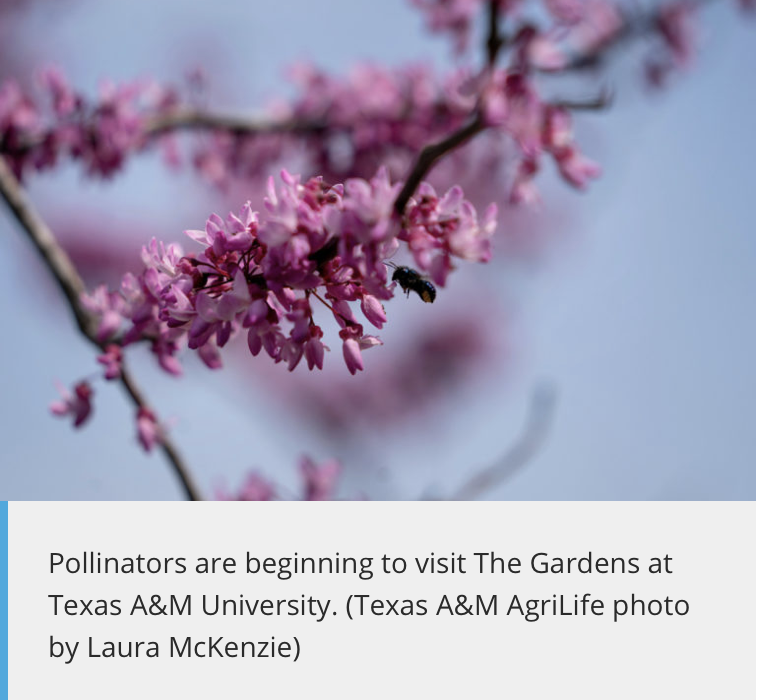 Pollinators are beginning to visit The Gardens at
Texas A&M University. (Texas A&M AgriLife photo
by Laura McKenzie)